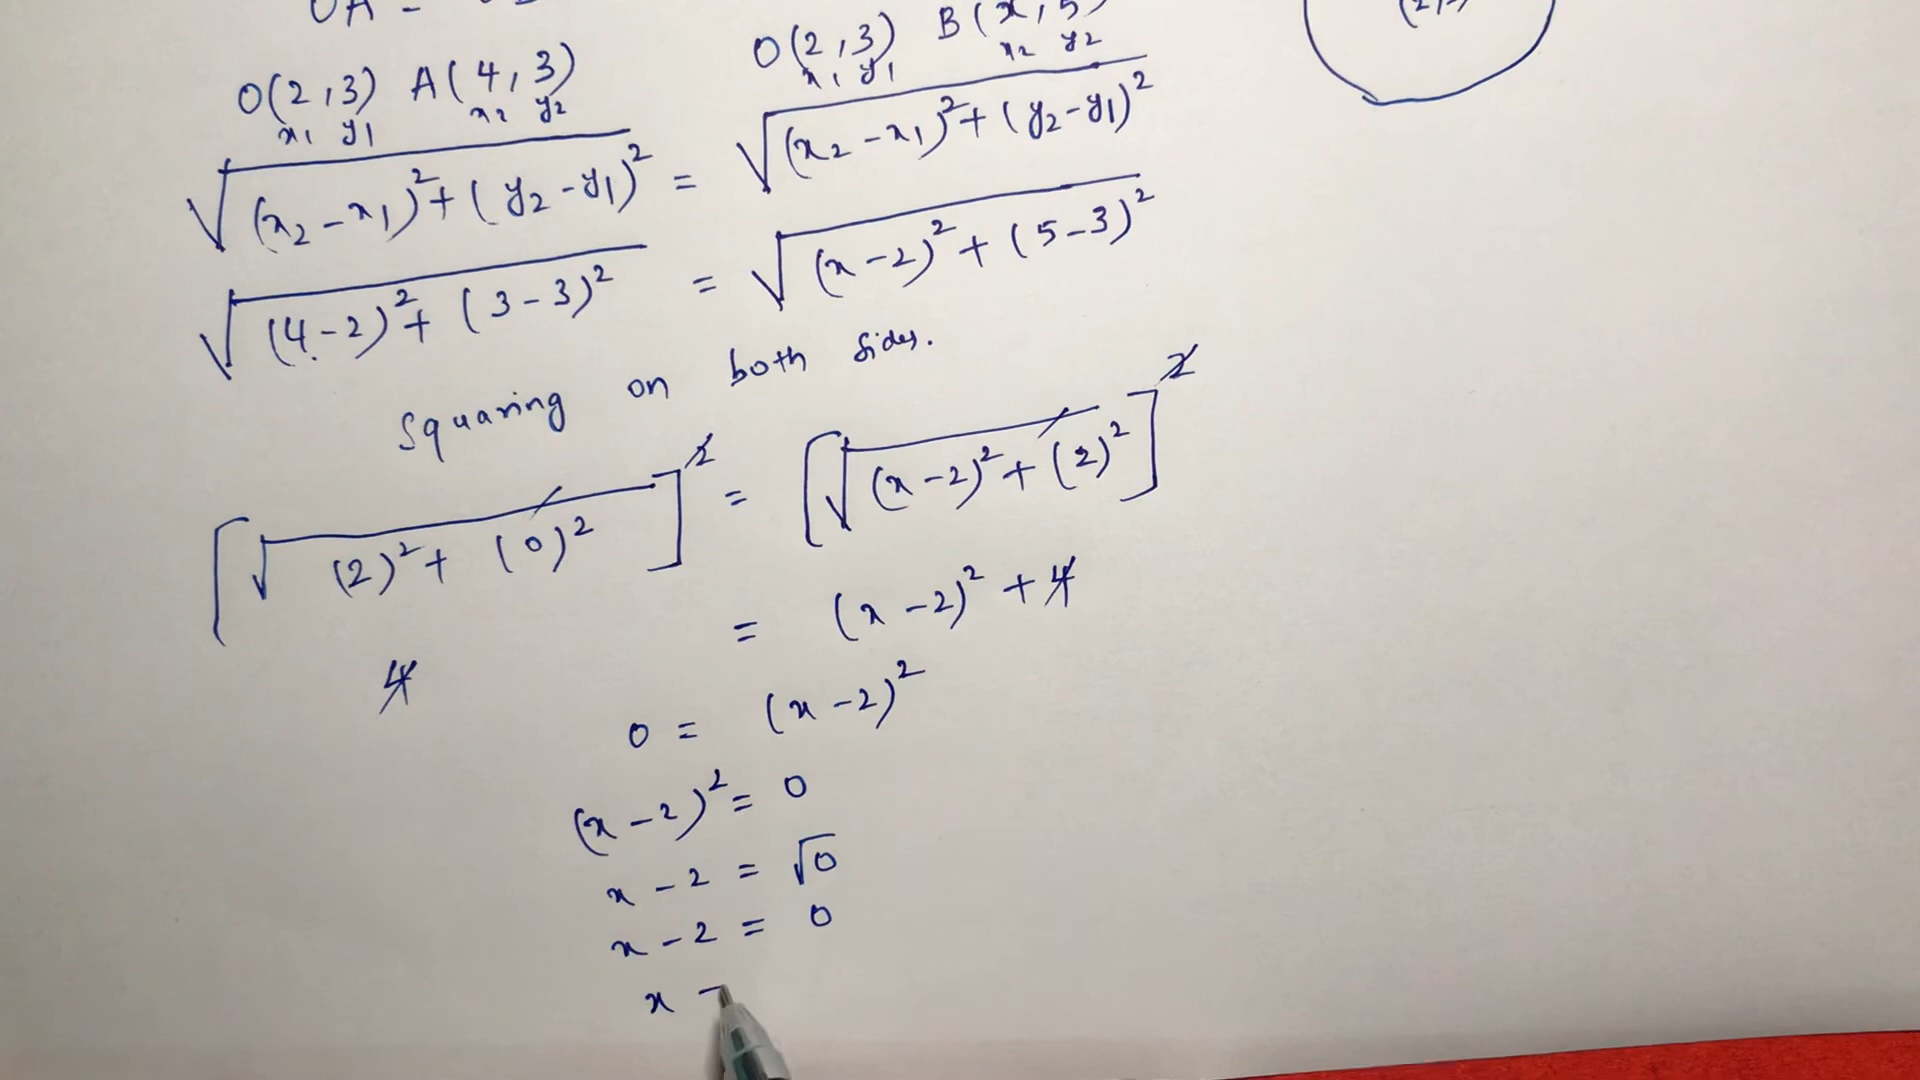 OA =
O(2,3) A(4,3)
x1 y1 x2 y2
O(2,3) B(x,5)
x1 y1 x2 y2
√(x2-x1)²+(y2-y1)² = √(x2-x1)²+(y2-y1)²
√(4-2)²+(3-3)² = √(x-2)²+(5-3)²
Squaring on both sides.
[√(2)²+(0)²]² = [√(x-2)²+(2)²]²
4 = (x-2)²+4
0 = (x-2)²
(x-2)² = 0
x-2 = √0
x-2 = 0
x